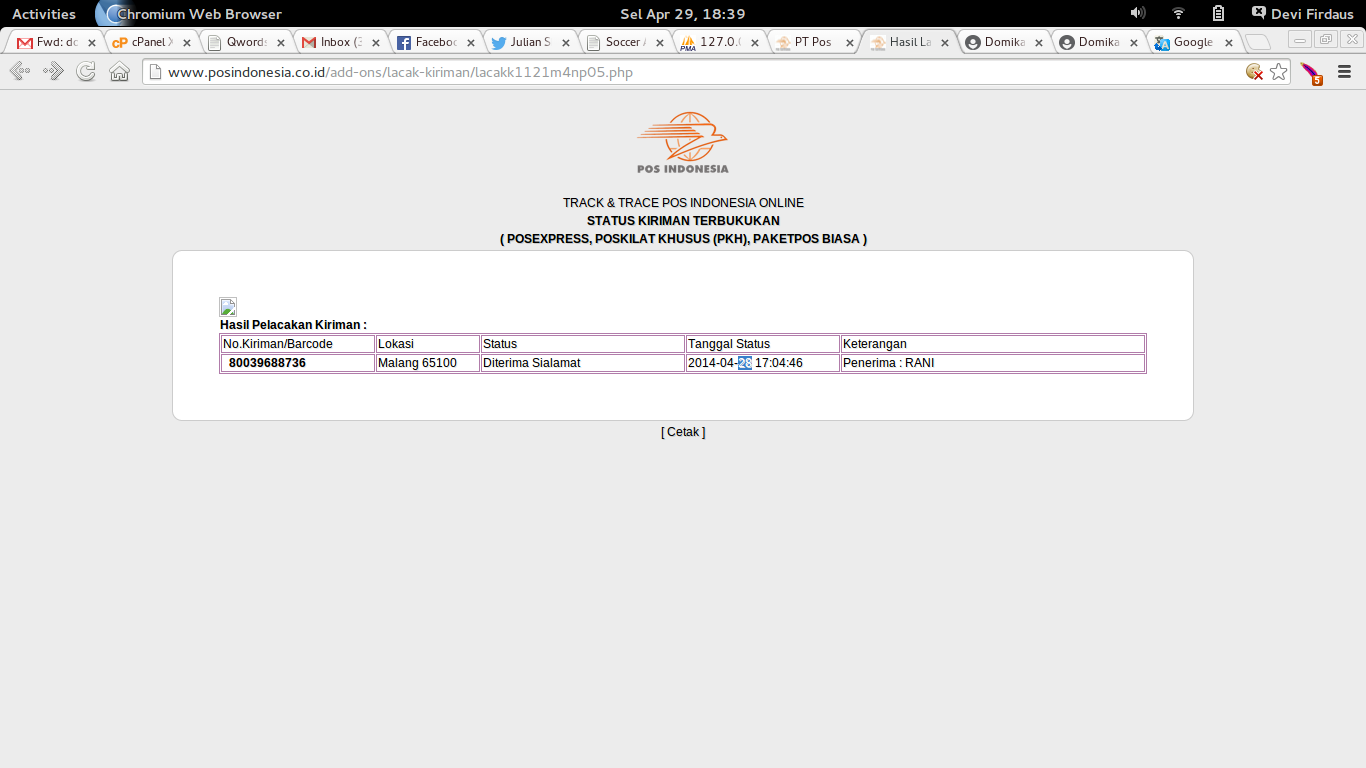 Activities Chromium Web Browser Sel Apr 29, 18:39 Devi Firdaus
Fwd: dc cPanel X Qwords Inbox (3 Faceboc Julian S Soccer A 127.0.0 PT Pos Hasil La Domika Domika Google
www.posindonesia.co.id/add-ons/lacak-kiriman/lacakk1121m4np05.php
5
POS INDONESIA
TRACK & TRACE POS INDONESIA ONLINE
STATUS KIRIMAN TERBUKUKAN
( POSEXPRESS, POSKILAT KHUSUS (PKH), PAKETPOS BIASA )
Hasil Pelacakan Kiriman :
No.Kiriman/Barcode Lokasi Status Tanggal Status Keterangan
80039688736 Malang 65100 Diterima Sialamat 2014-04-28 17:04:46 Penerima : RANI
[ Cetak ]